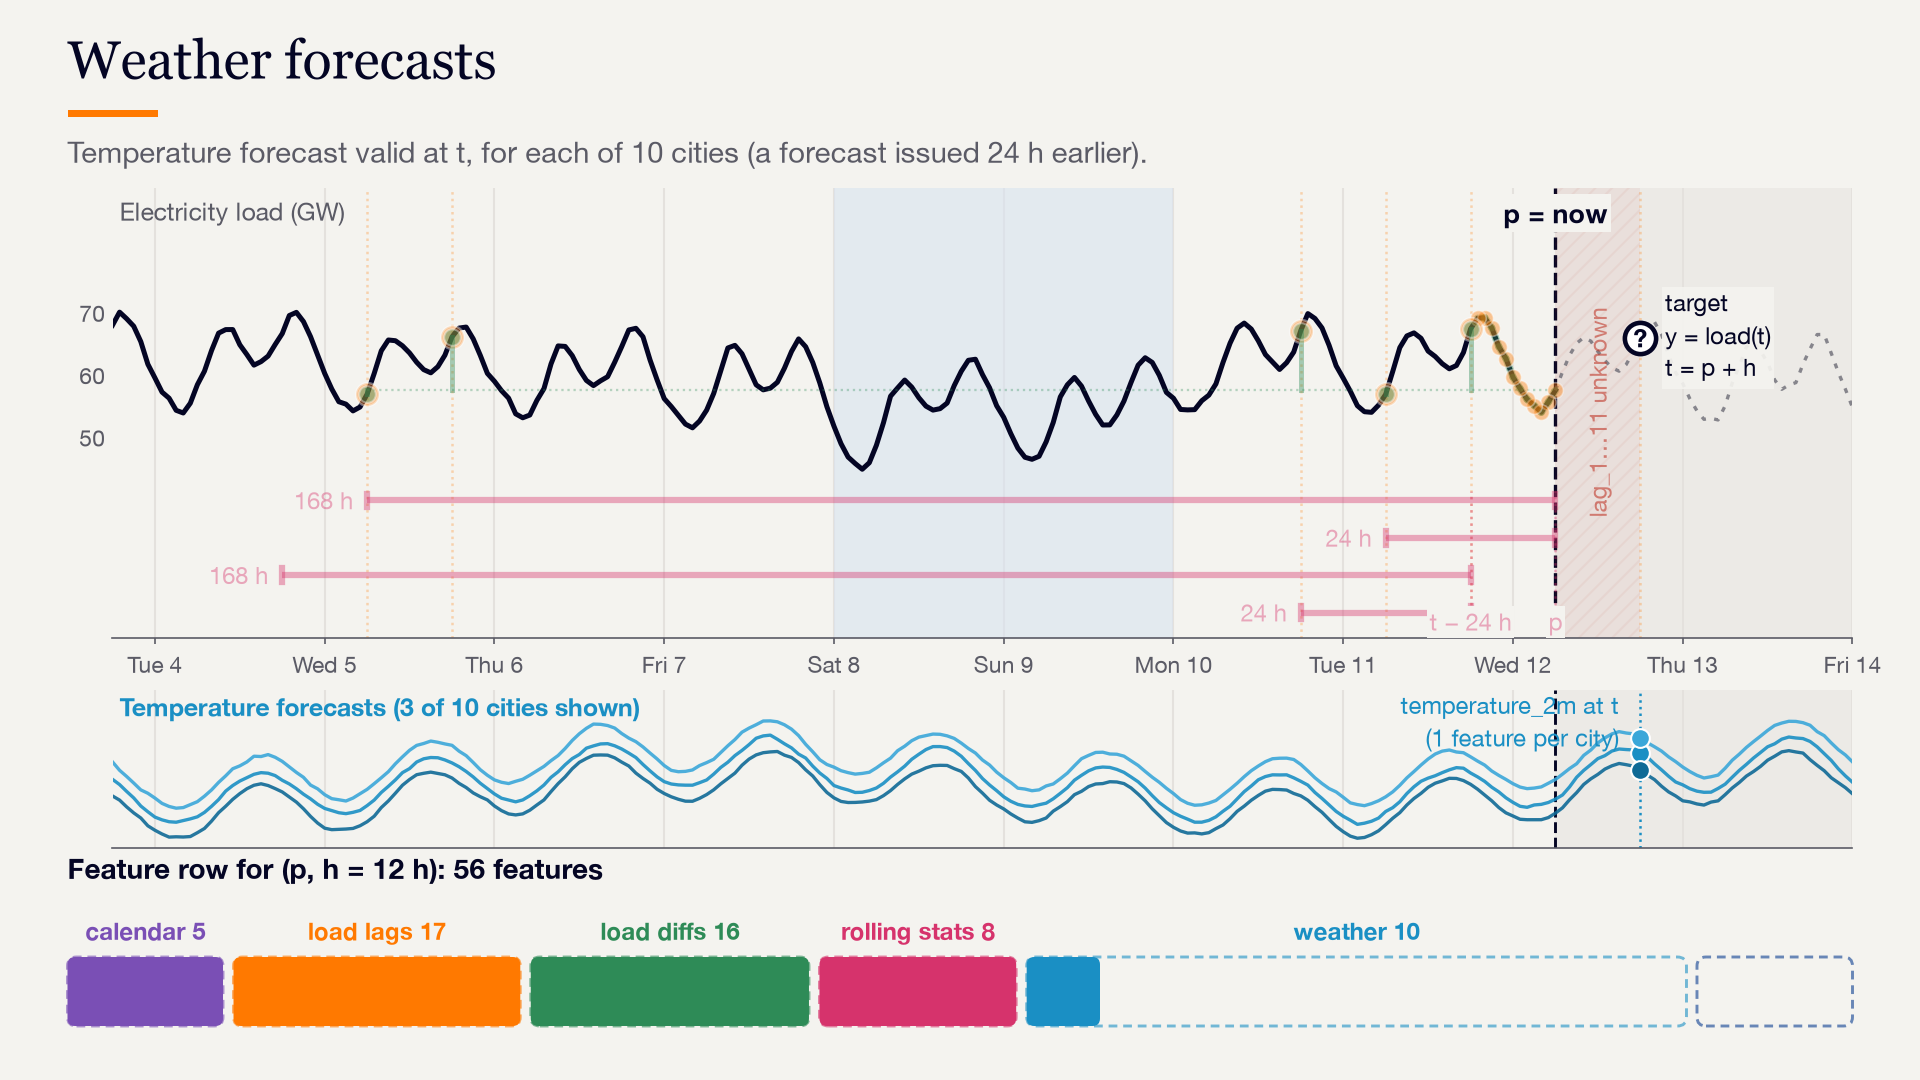 Weather forecasts
Temperature forecast valid at t, for each of 10 cities (a forecast issued 24 h earlier).
Electricity load (GW)
p = now
70
60
50
target
y = load(t)
t = p + h
?
lag_1…11 unknown
168 h
24 h
168 h
24 h
t − 24 h
p
Tue 4
Wed 5
Thu 6
Fri 7
Sat 8
Sun 9
Mon 10
Tue 11
Wed 12
Thu 13
Fri 14
Temperature forecasts (3 of 10 cities shown)
temperature_2m at t
(1 feature per city)
Feature row for (p, h = 12 h): 56 features
calendar 5
load lags 17
load diffs 16
rolling stats 8
weather 10